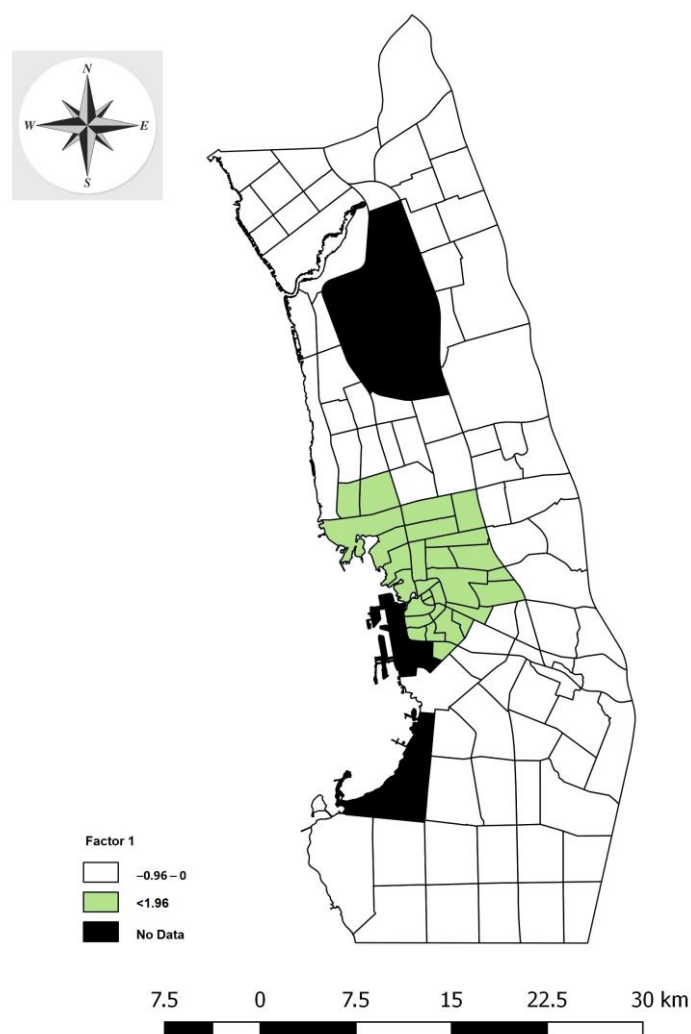 N
W E
S
Factor 1
–0.96 – 0
<1.96
No Data
7.5 0 7.5 15 22.5 30 km